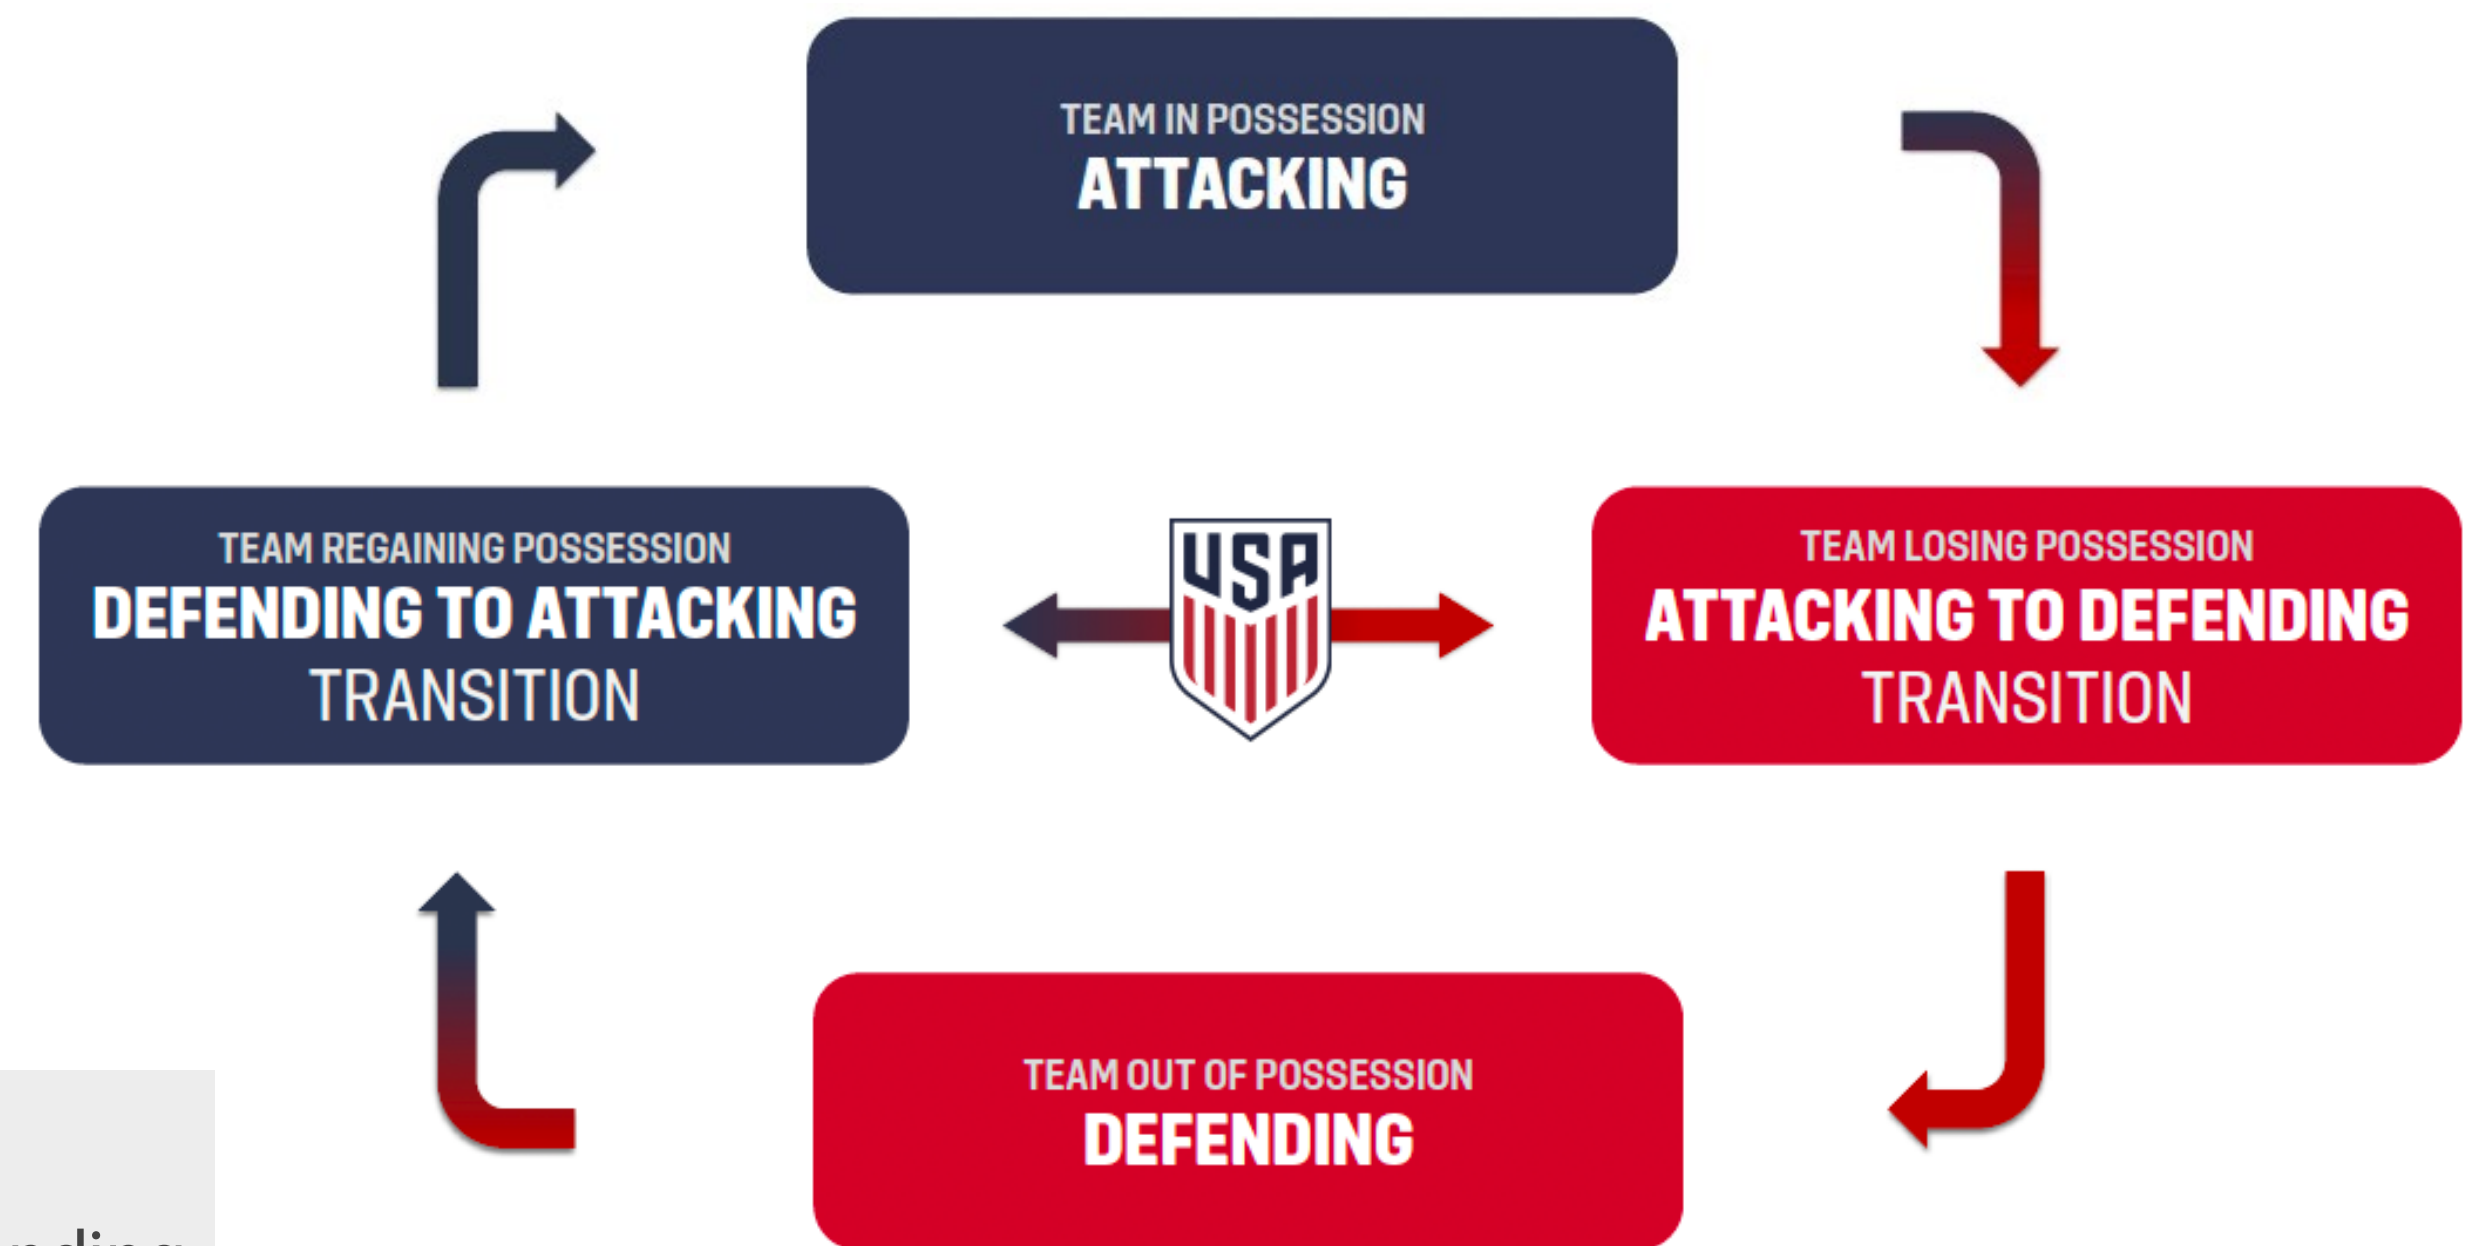 TEAM IN POSSESSION
ATTACKING
TEAM REGAINING POSSESSION
DEFENDING TO ATTACKING
TRANSITION
USA
TEAM LOSING POSSESSION
ATTACKING TO DEFENDING
TRANSITION
TEAM OUT OF POSSESSION
DEFENDING